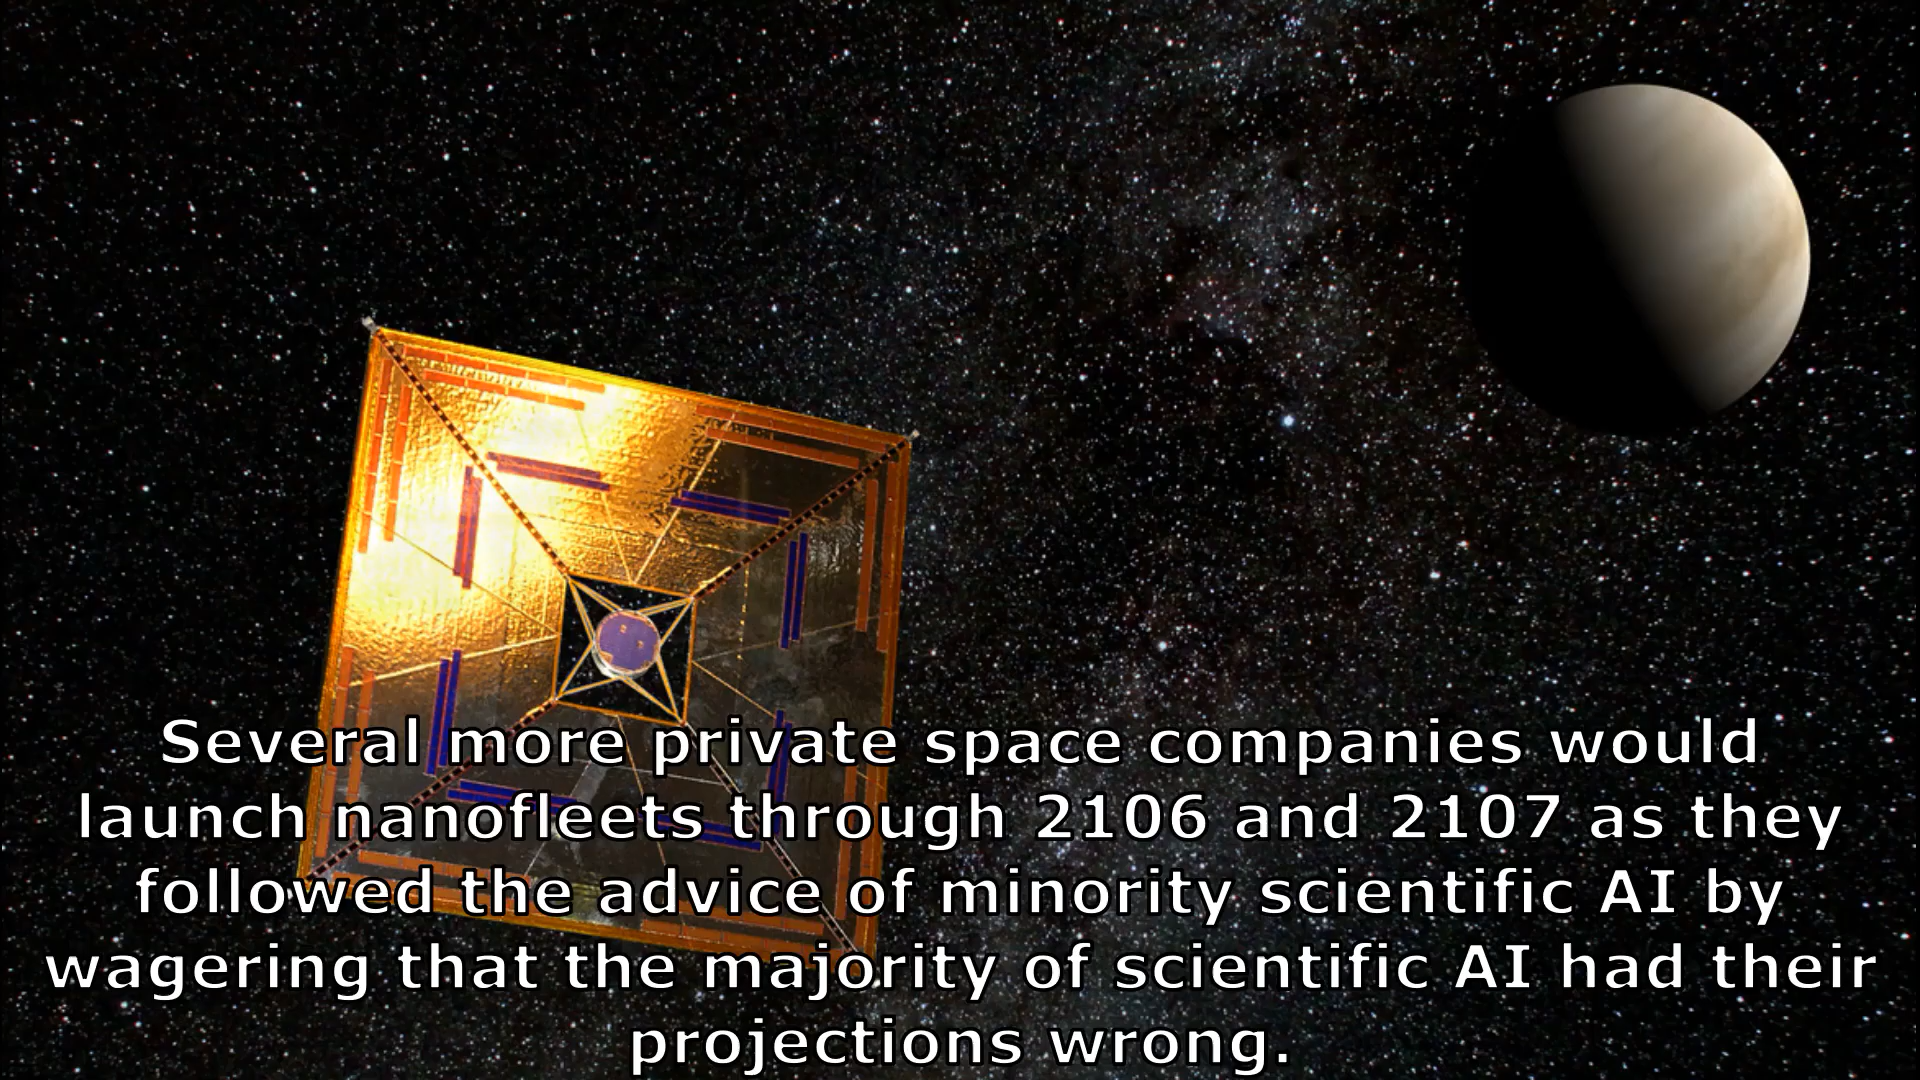 Several more private space companies would
launch nanofleets through 2106 and 2107 as they
followed the advice of minority scientific AI by
wagering that the majority of scientific AI had their
projections wrong.